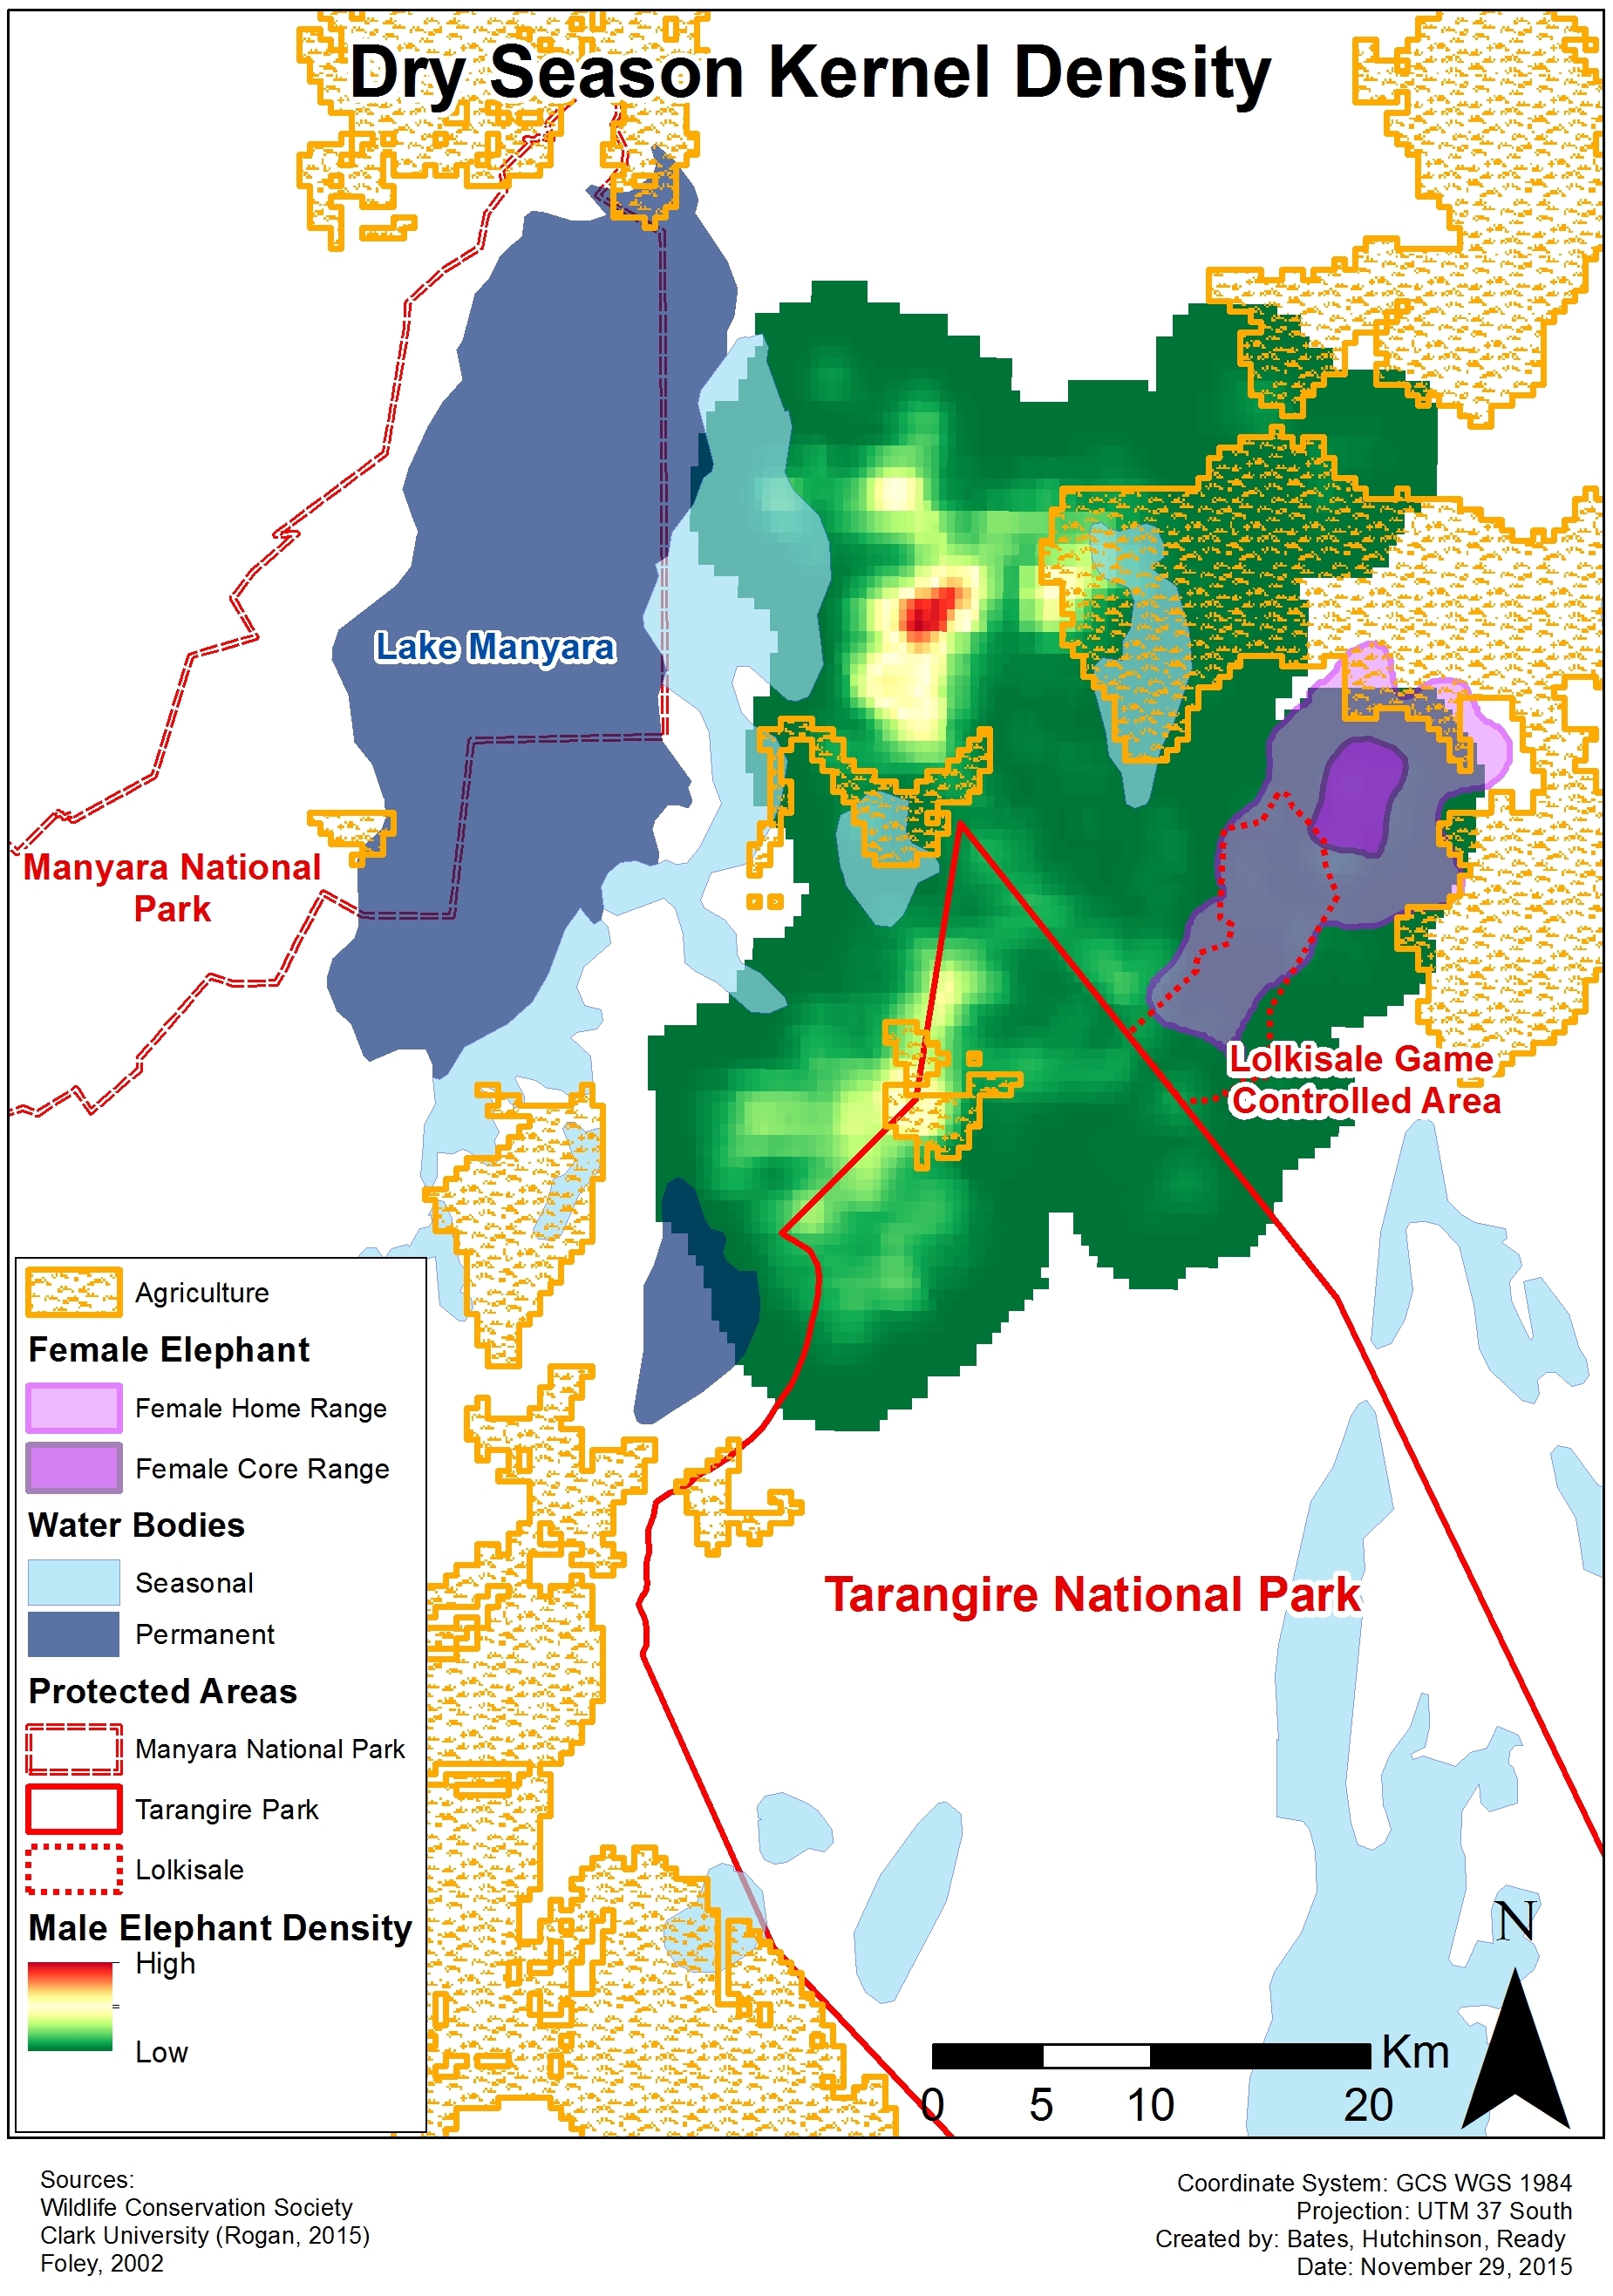 Dry Season Kernel Density
Lake Manyara
Manyara National
Park
Lolkisale Game
Controlled Area
Tarangire National Park
Agriculture
Female Elephant
Female Home Range
Female Core Range
Water Bodies
Seasonal
Permanent
Protected Areas
Manyara National Park
Tarangire Park
Lolkisale
Male Elephant Density
High
Low
N
Km
0 5 10 20
Sources:
Wildlife Conservation Society
Clark University (Rogan, 2015)
Foley, 2002
Coordinate System: GCS WGS 1984
Projection: UTM 37 South
Created by: Bates, Hutchinson, Ready
Date: November 29, 2015